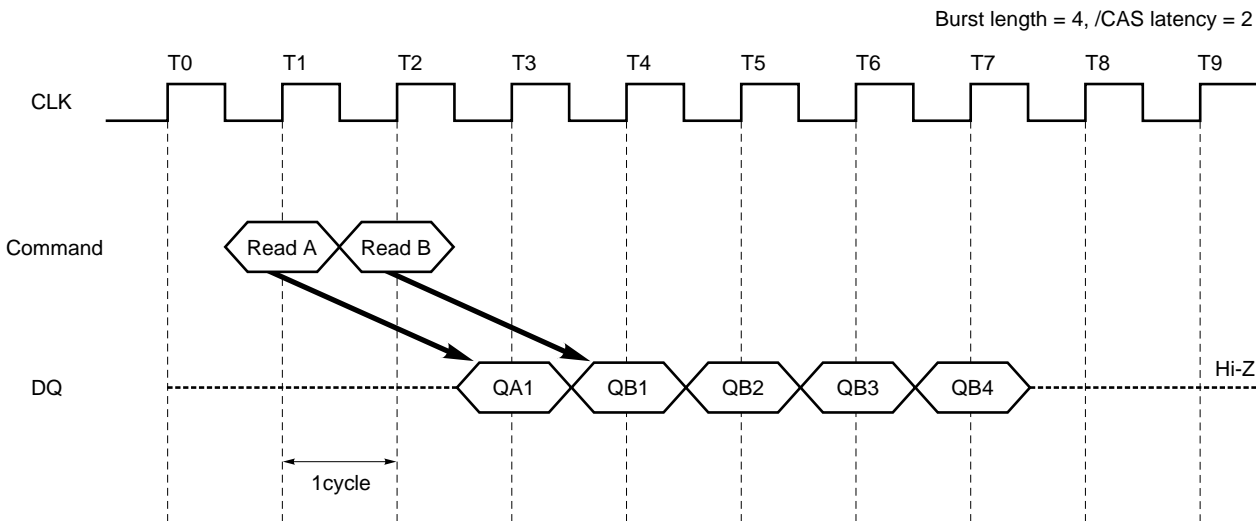 Burst length = 4, /CAS latency = 2
T0 T1 T2 T3 T4 T5 T6 T7 T8 T9
CLK
Command Read A Read B
DQ QA1 QB1 QB2 QB3 QB4 Hi-Z
1cycle